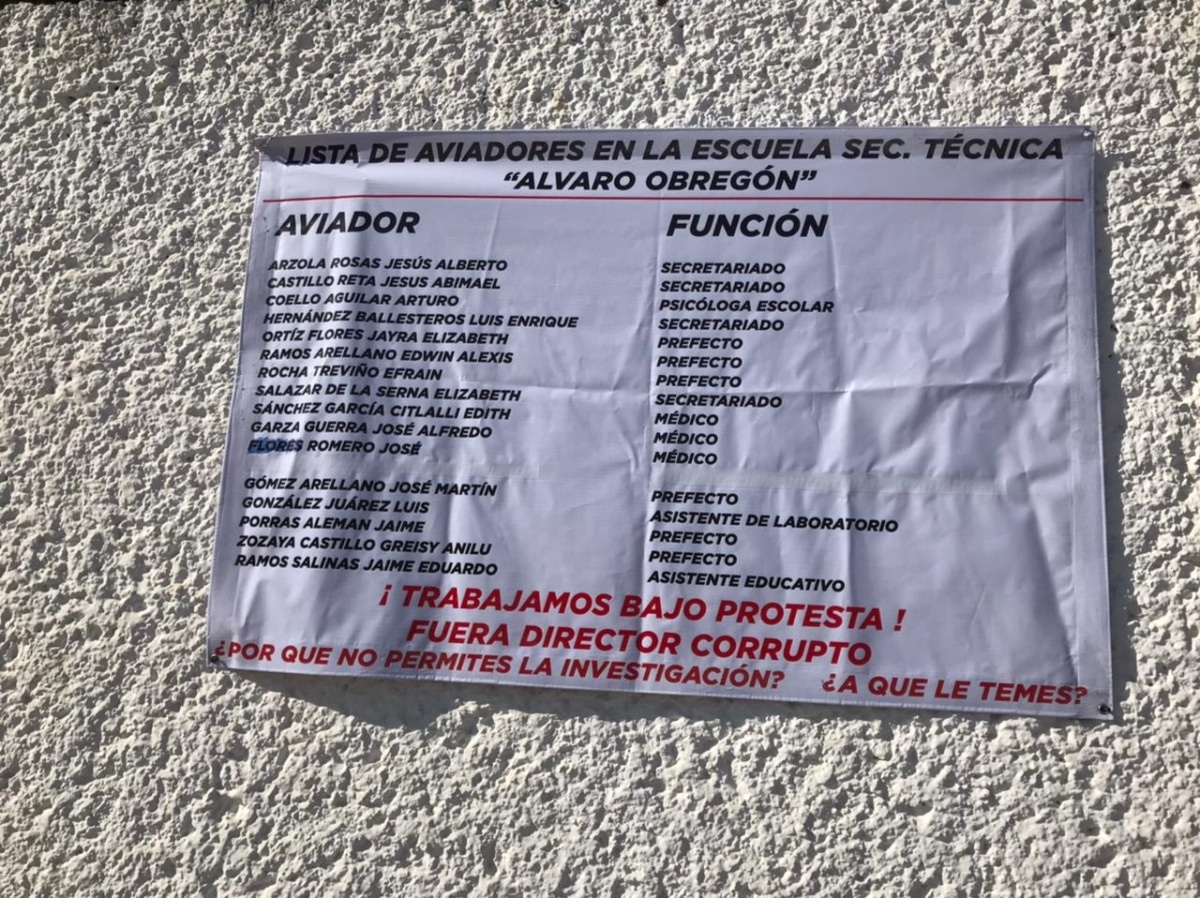 LISTA DE AVIADORES EN LA ESCUELA SEC. TÉCNICA
"ALVARO OBREGÓN"
AVIADOR FUNCIÓN
ARZOLA ROSAS JESÚS ALBERTO SECRETARIADO
CASTILLO RETA JESUS ABIMAEL SECRETARIADO
COELLO AGUILAR ARTURO PSICÓLOGA ESCOLAR
HERNÁNDEZ BALLESTEROS LUIS ENRIQUE SECRETARIADO
ORTÍZ FLORES JAYRA ELIZABETH PREFECTO
RAMOS ARELLANO EDWIN ALEXIS PREFECTO
ROCHA TREVIÑO EFRAIN PREFECTO
SALAZAR DE LA SERNA ELIZABETH SECRETARIADO
SÁNCHEZ GARCÍA CITLALLI EDITH MÉDICO
GARZA GUERRA JOSÉ ALFREDO MÉDICO
FLORES ROMERO JOSÉ MÉDICO
GÓMEZ ARELLANO JOSÉ MARTÍN PREFECTO
GONZÁLEZ JUÁREZ LUIS ASISTENTE DE LABORATORIO
PORRAS ALEMAN JAIME PREFECTO
ZOZAYA CASTILLO GREISY ANILU PREFECTO
RAMOS SALINAS JAIME EDUARDO ASISTENTE EDUCATIVO
¡ TRABAJAMOS BAJO PROTESTA !
FUERA DIRECTOR CORRUPTO
¿POR QUE NO PERMITES LA INVESTIGACIÓN? ¿A QUE LE TEMES?